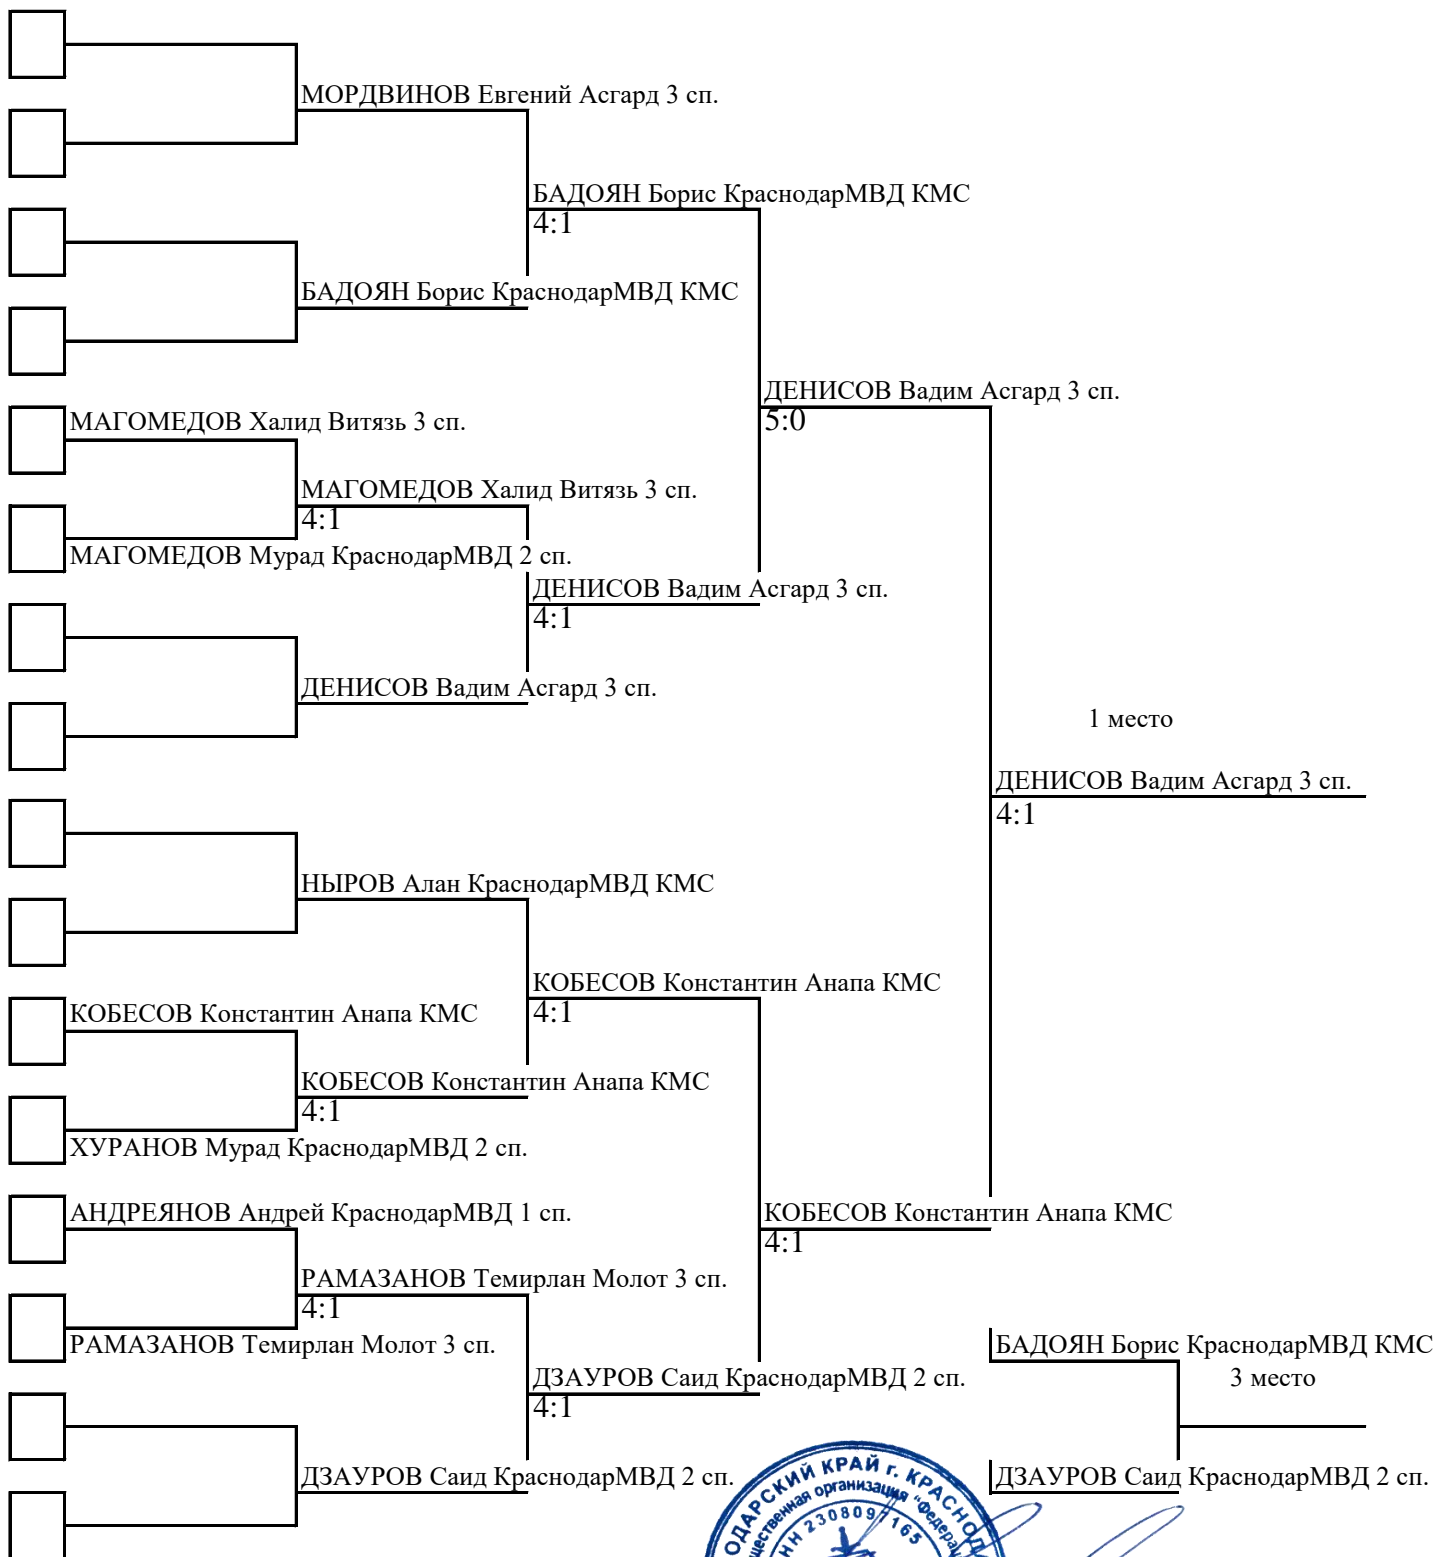 МОРДВИНОВ Евгений Асгард 3 сп.
БАДОЯН Борис КраснодарМВД КМС
4:1
БАДОЯН Борис КраснодарМВД КМС
ДЕНИСОВ Вадим Асгард 3 сп.
5:0
МАГОМЕДОВ Халид Витязь 3 сп.
МАГОМЕДОВ Халид Витязь 3 сп.
4:1
МАГОМЕДОВ Мурад КраснодарМВД 2 сп.
ДЕНИСОВ Вадим Асгард 3 сп.
4:1
ДЕНИСОВ Вадим Асгард 3 сп.
1 место
ДЕНИСОВ Вадим Асгард 3 сп.
4:1
НЫРОВ Алан КраснодарМВД КМС
КОБЕСОВ Константин Анапа КМС
4:1
КОБЕСОВ Константин Анапа КМС
КОБЕСОВ Константин Анапа КМС
4:1
ХУРАНОВ Мурад КраснодарМВД 2 сп.
АНДРЕЯНОВ Андрей КраснодарМВД 1 сп.
КОБЕСОВ Константин Анапа КМС
4:1
РАМАЗАНОВ Темирлан Молот 3 сп.
4:1
РАМАЗАНОВ Темирлан Молот 3 сп.
БАДОЯН Борис КраснодарМВД КМС
ДЗАУРОВ Саид КраснодарМВД 2 сп.
4:1
3 место
ДЗАУРОВ Саид КраснодарМВД 2 сп.
ДЗАУРОВ Саид КраснодарМВД 2 сп.
КРАЙ г.
организация
2308097165